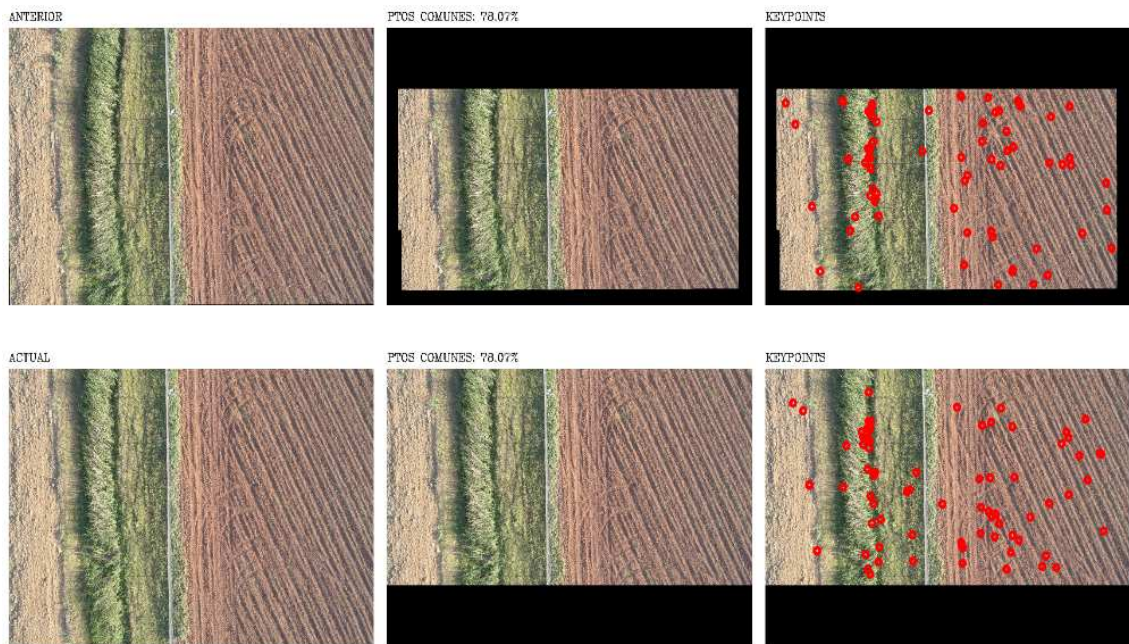 ANTERIOR
PTOS COMUNES: 78.07%
KEYPOINTS
ACTUAL
PTOS COMUNES: 78.07%
KEYPOINTS